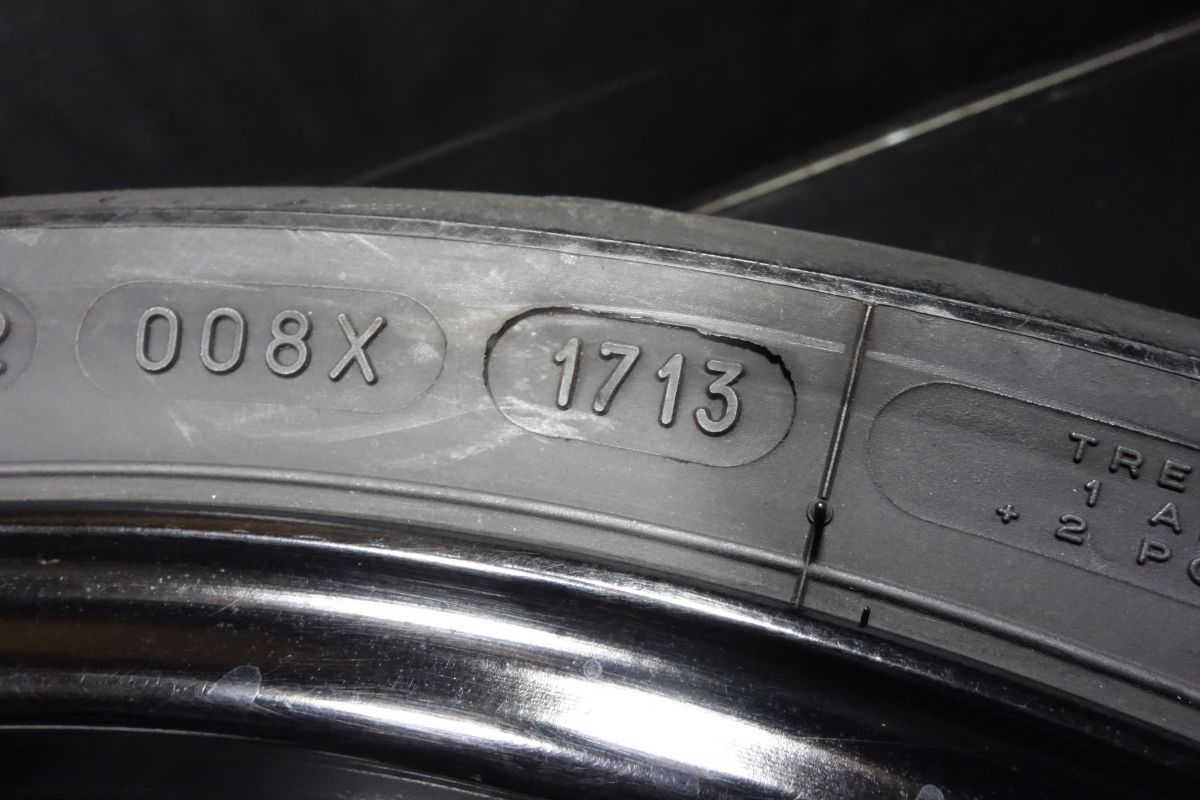 008X
1713
TRE
1 A
+ 2 P